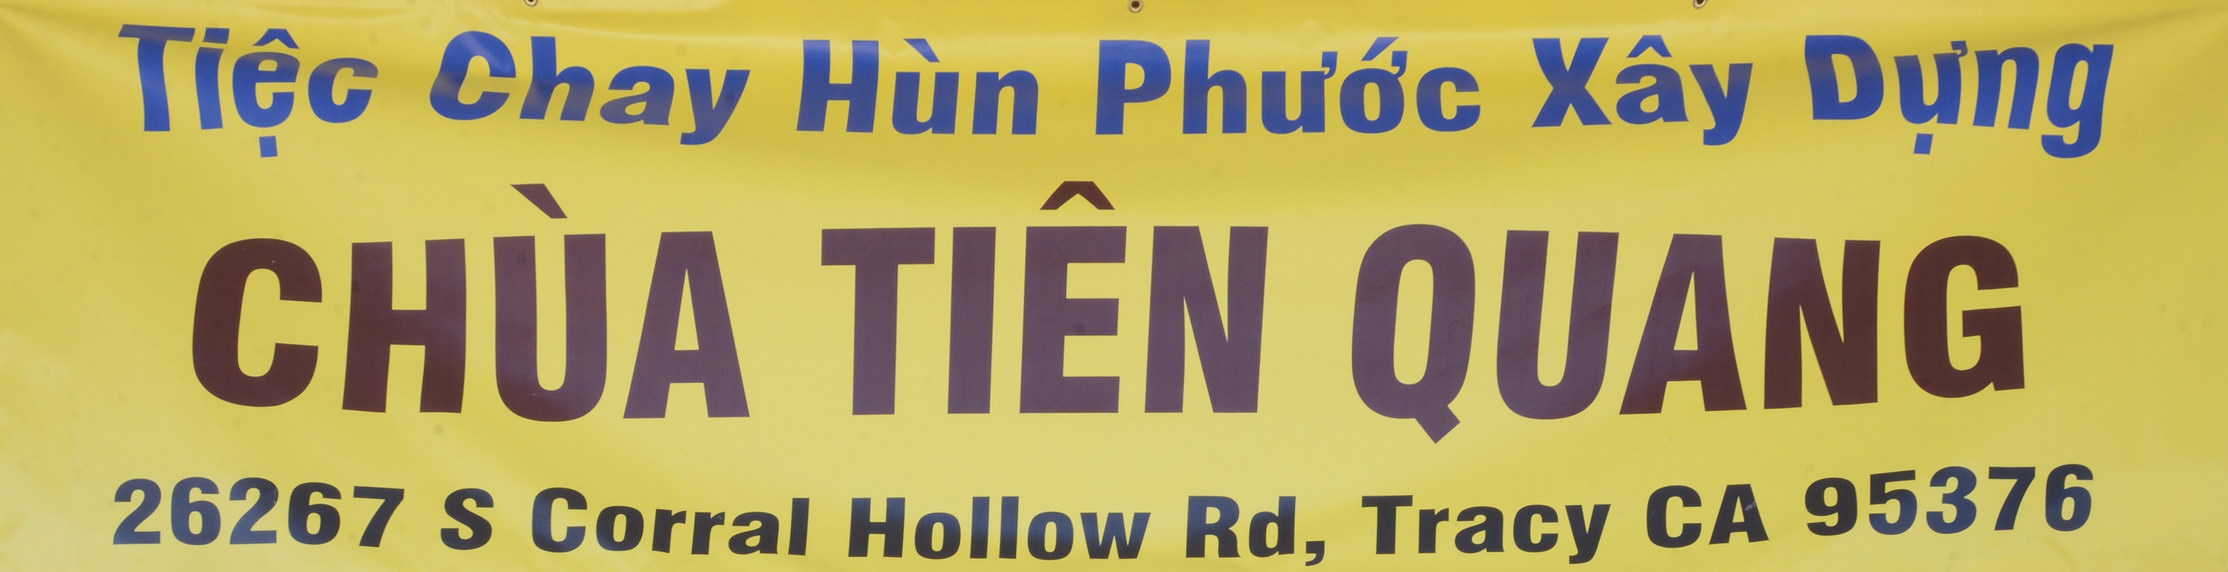 Tiệc Chay Hùn Phước Xây Dựng
CHÙA TIÊN QUANG
26267 S Corral Hollow Rd, Tracy CA 95376